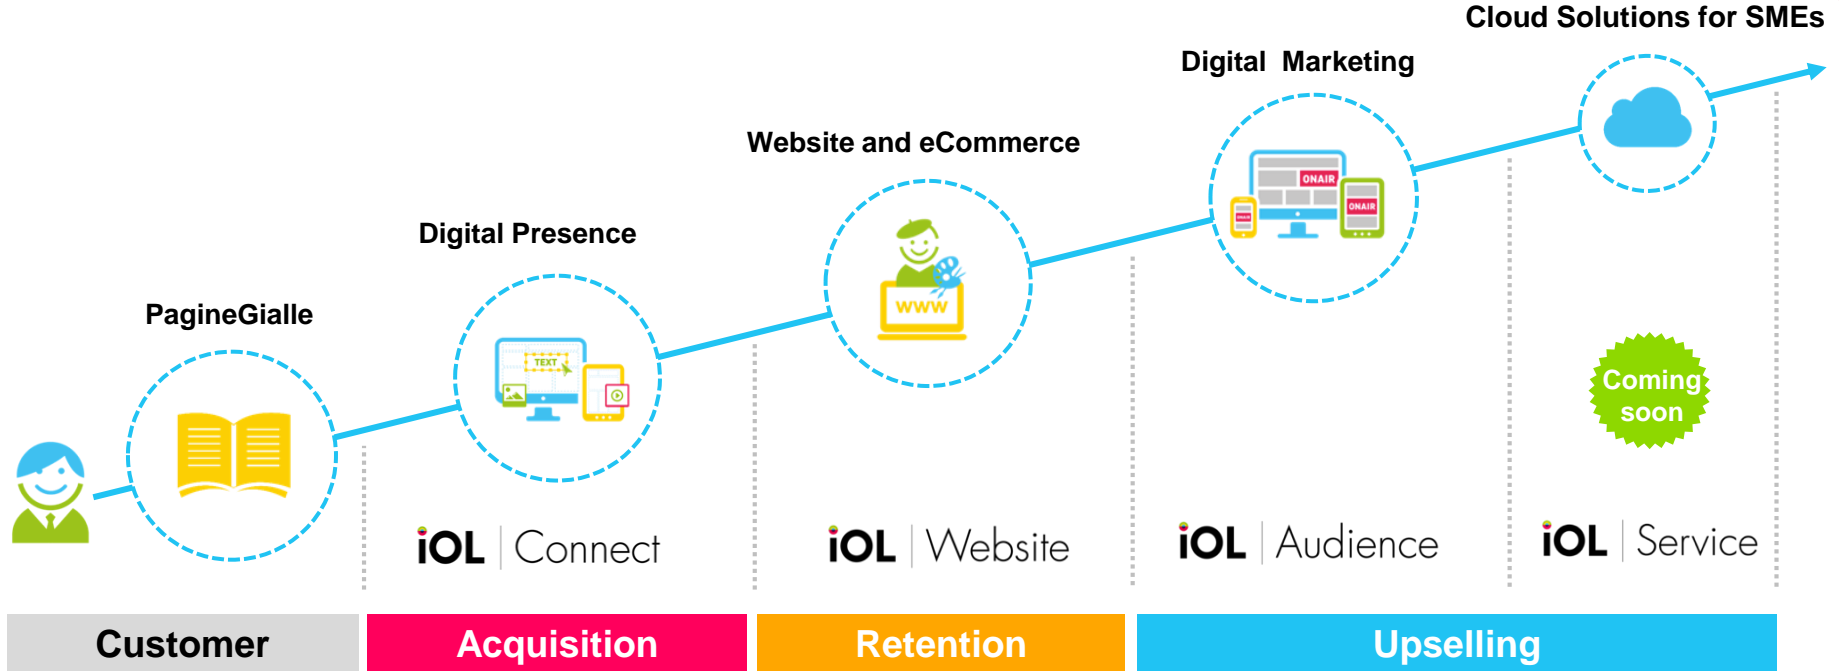 Cloud Solutions for SMEs
Digital Marketing
Website and eCommerce
Digital Presence
PagineGialle
ONAIR
ONAIR
ONAIR
WWW
TEXT
Coming
soon
iOL | Connect
iOL | Website
iOL | Audience
iOL | Service
Customer
Acquisition
Retention
Upselling